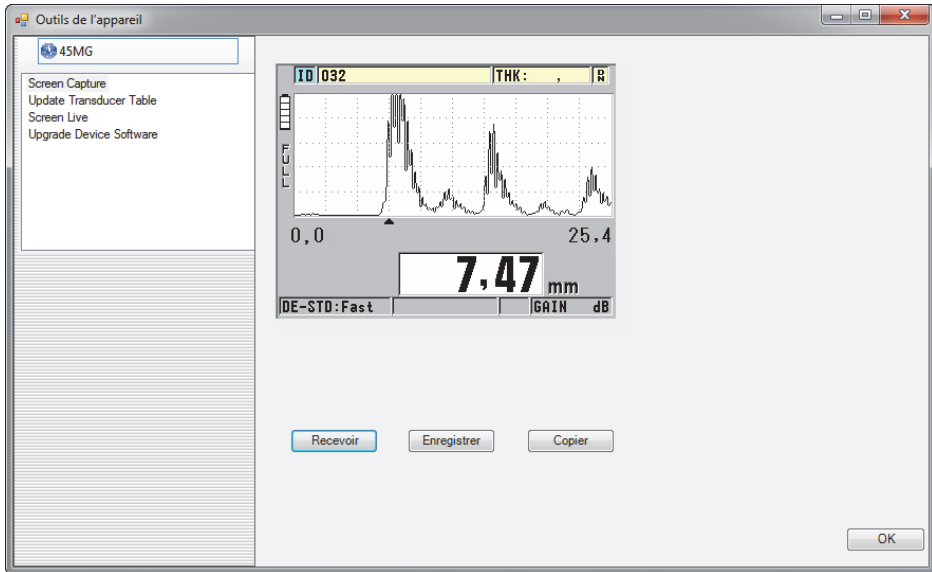 Outils de l'appareil
45MG
Screen Capture
Update Transducer Table
Screen Live
Upgrade Device Software
ID 032 THK: ,
FULL
0,0 25,4
7,47 mm
DE-STD:Fast GAIN dB
Recevoir Enregistrer Copier
OK